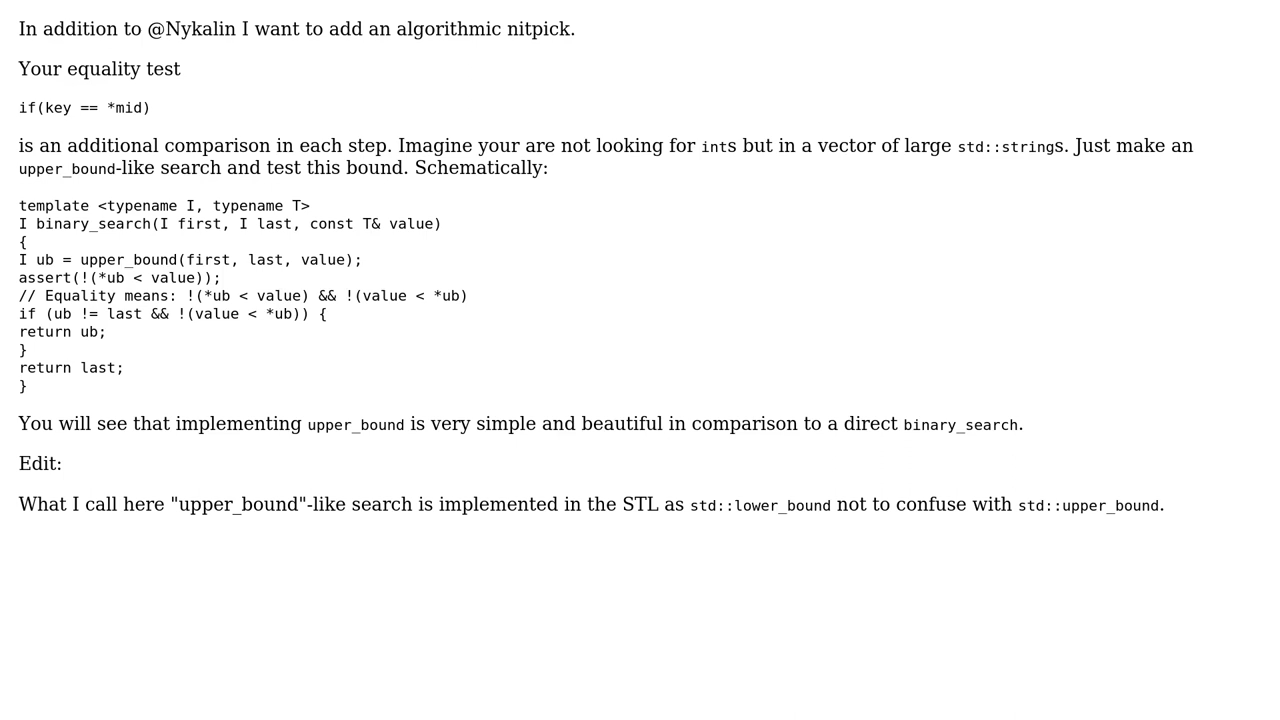 In addition to @Nykalin I want to add an algorithmic nitpick.
Your equality test
if(key == *mid)
is an additional comparison in each step. Imagine your are not looking for ints but in a vector of large std::strings. Just make an
upper_bound-like search and test this bound. Schematically:
template <typename I, typename T>
I binary_search(I first, I last, const T& value)
{
I ub = upper_bound(first, last, value);
assert(!(*ub < value));
// Equality means: !(*ub < value) && !(value < *ub)
if (ub != last && !(value < *ub)) {
return ub;
}
return last;
}
You will see that implementing upper_bound is very simple and beautiful in comparison to a direct binary_search.
Edit:
What I call here "upper_bound"-like search is implemented in the STL as std::lower_bound not to confuse with std::upper_bound.